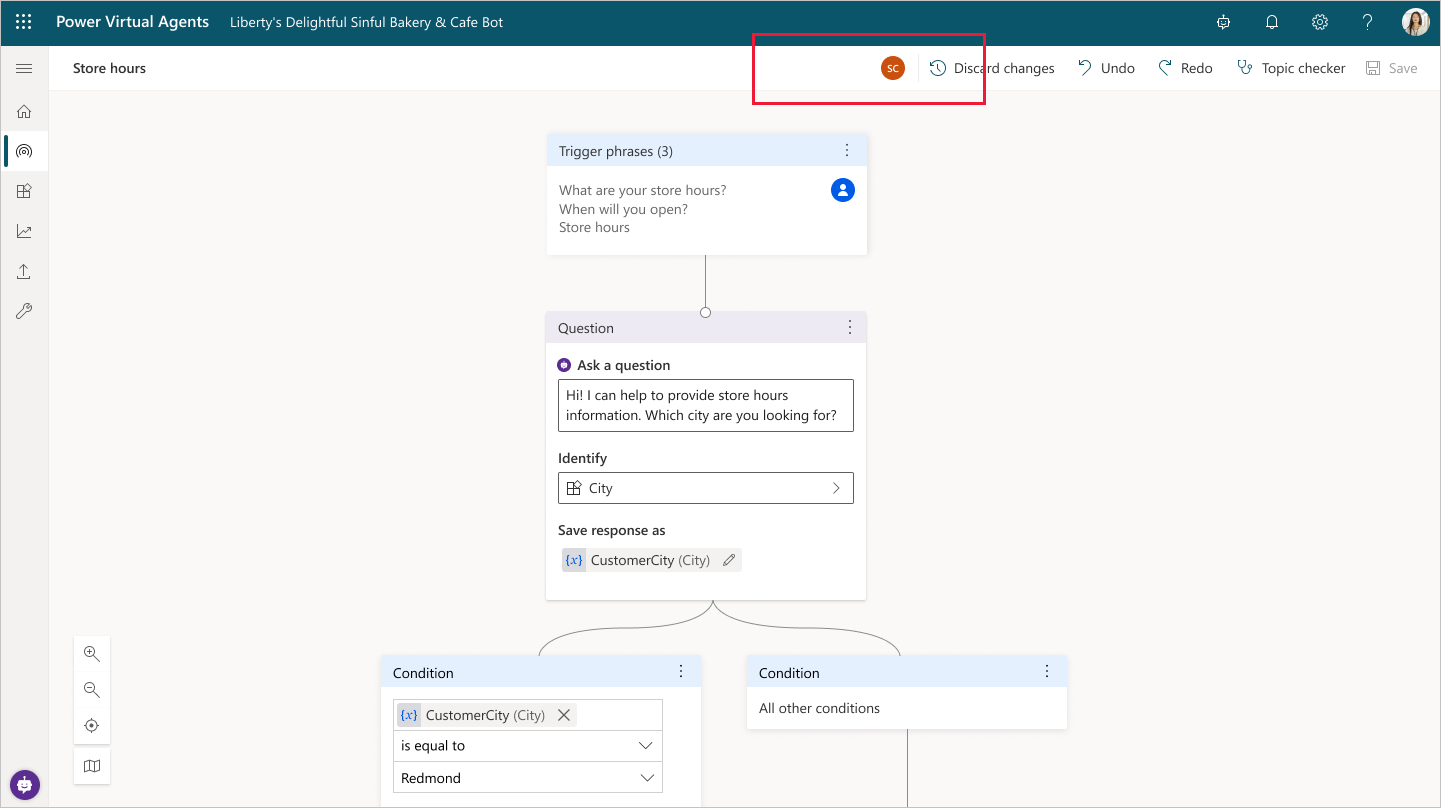 Power Virtual Agents Liberty's Delightful Sinful Bakery & Cafe Bot
Store hours SC Discard changes Undo Redo Topic checker Save
Trigger phrases (3)
What are your store hours?
When will you open?
Store hours
Question
Ask a question
Hi! I can help to provide store hours
information. Which city are you looking for?
Identify
City
Save response as
{x} CustomerCity (City)
Condition
{x} CustomerCity (City)
is equal to
Redmond
Condition
All other conditions